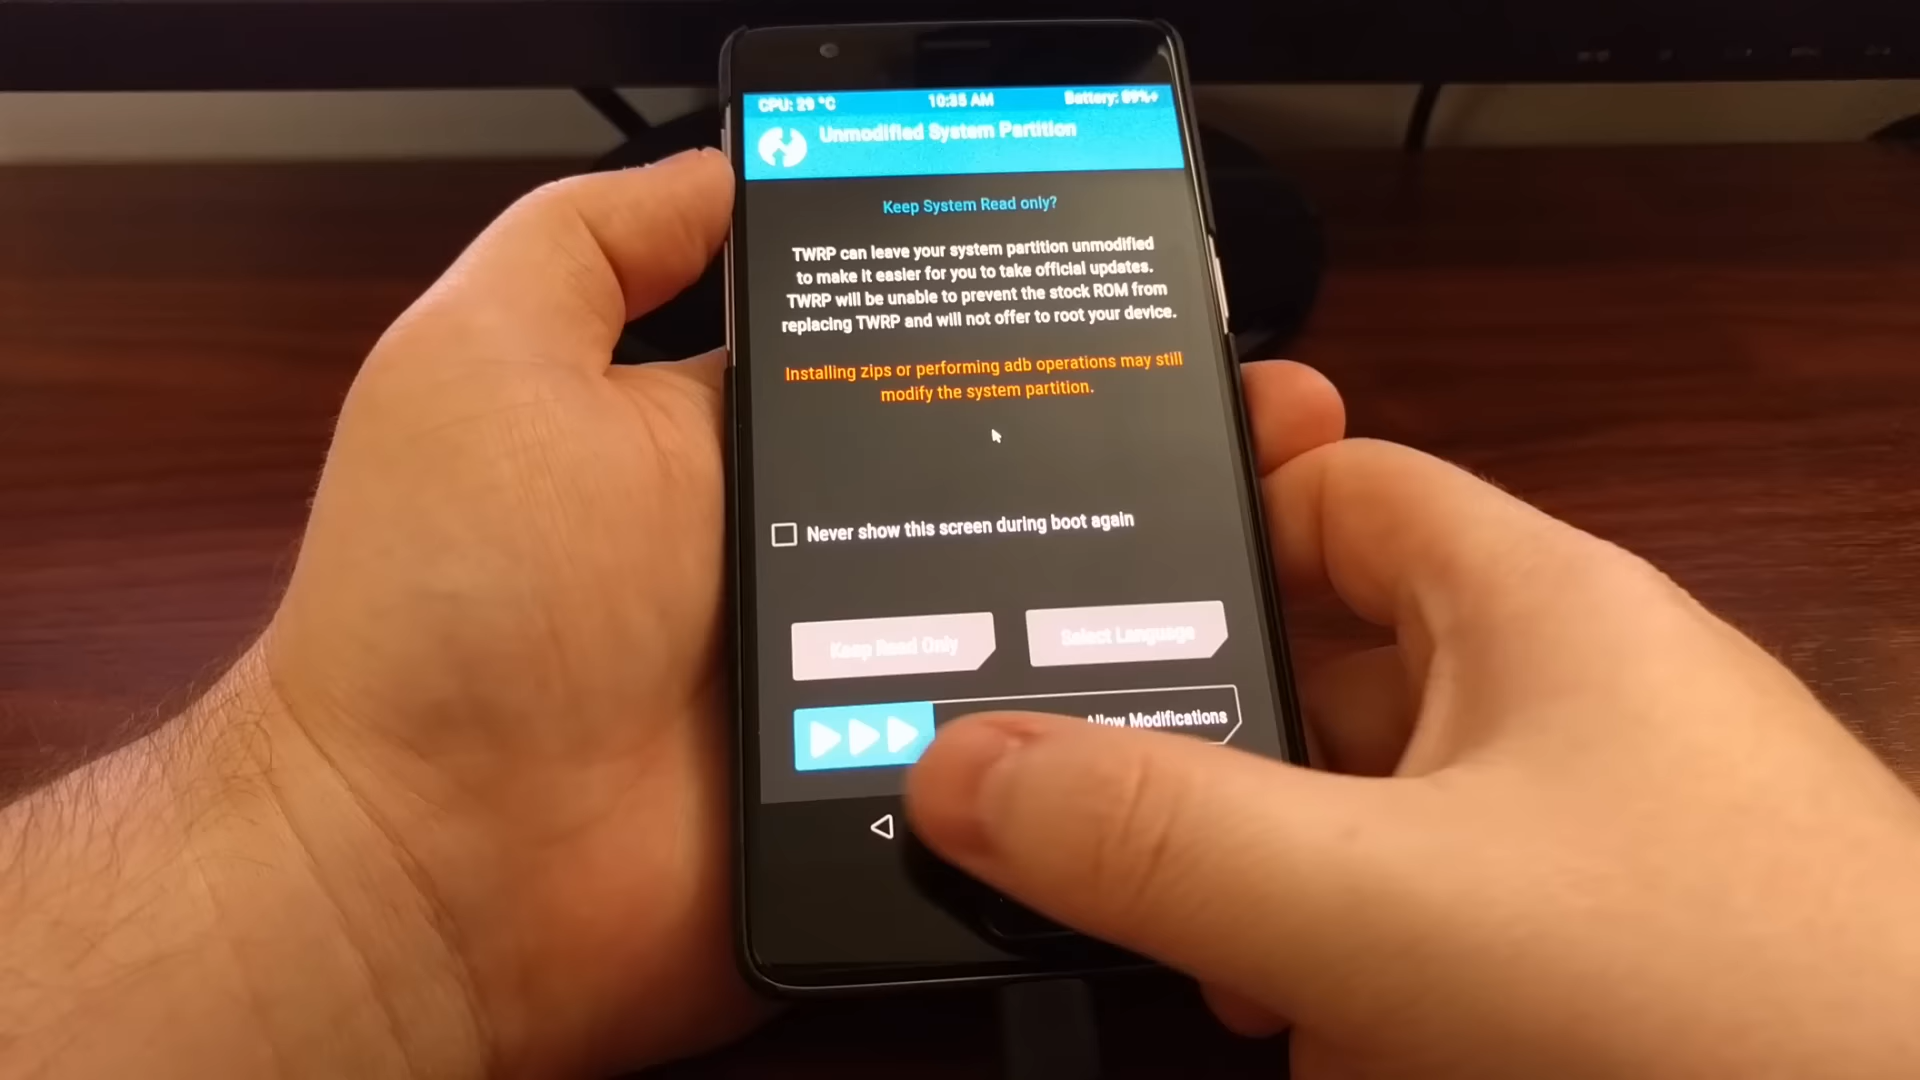 CPU: 29 °C 10:35 AM Battery: 89%+
Unmodified System Partition
Keep System Read only?
TWRP can leave your system partition unmodified
to make it easier for you to take official updates.
TWRP will be unable to prevent the stock ROM from
replacing TWRP and will not offer to root your device.
Installing zips or performing adb operations may still
modify the system partition.
Never show this screen during boot again
Keep Read Only
Select Language
Allow Modifications